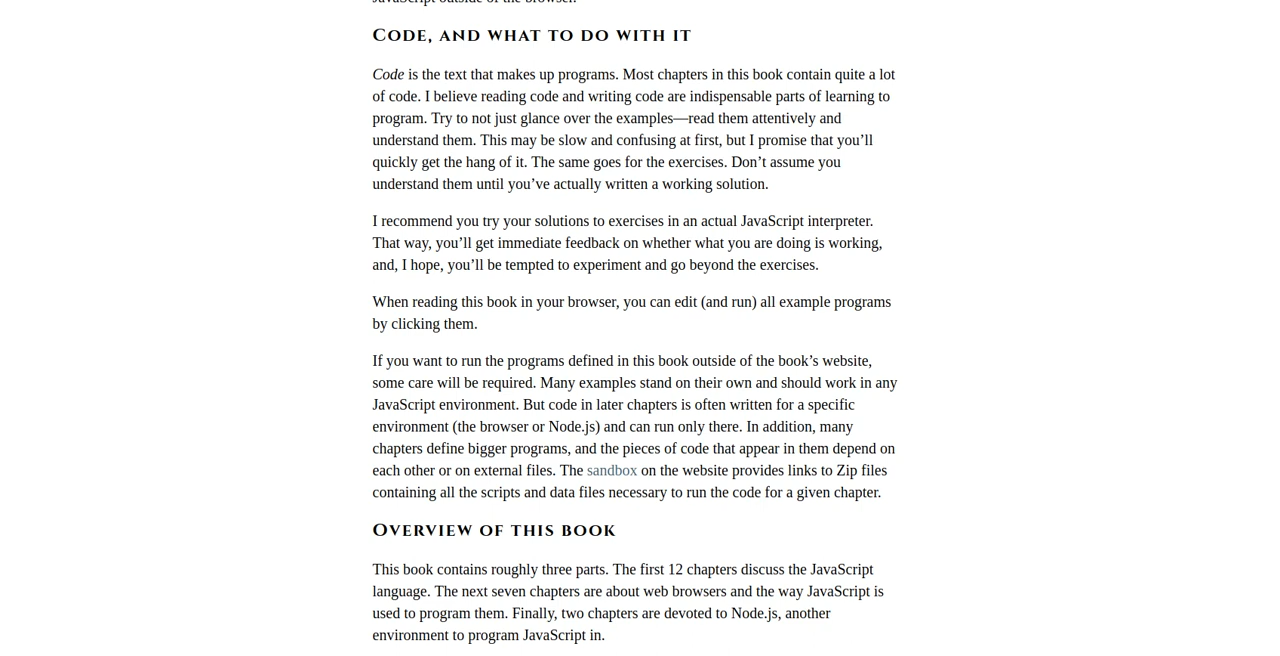 JavaScript outside of the browser.
Code, and what to do with it
Code is the text that makes up programs. Most chapters in this book contain quite a lot
of code. I believe reading code and writing code are indispensable parts of learning to
program. Try to not just glance over the examples—read them attentively and
understand them. This may be slow and confusing at first, but I promise that you’ll
quickly get the hang of it. The same goes for the exercises. Don’t assume you
understand them until you’ve actually written a working solution.
I recommend you try your solutions to exercises in an actual JavaScript interpreter.
That way, you’ll get immediate feedback on whether what you are doing is working,
and, I hope, you’ll be tempted to experiment and go beyond the exercises.
When reading this book in your browser, you can edit (and run) all example programs
by clicking them.
If you want to run the programs defined in this book outside of the book’s website,
some care will be required. Many examples stand on their own and should work in any
JavaScript environment. But code in later chapters is often written for a specific
environment (the browser or Node.js) and can run only there. In addition, many
chapters define bigger programs, and the pieces of code that appear in them depend on
each other or on external files. The sandbox on the website provides links to Zip files
containing all the scripts and data files necessary to run the code for a given chapter.
Overview of this book
This book contains roughly three parts. The first 12 chapters discuss the JavaScript
language. The next seven chapters are about web browsers and the way JavaScript is
used to program them. Finally, two chapters are devoted to Node.js, another
environment to program JavaScript in.